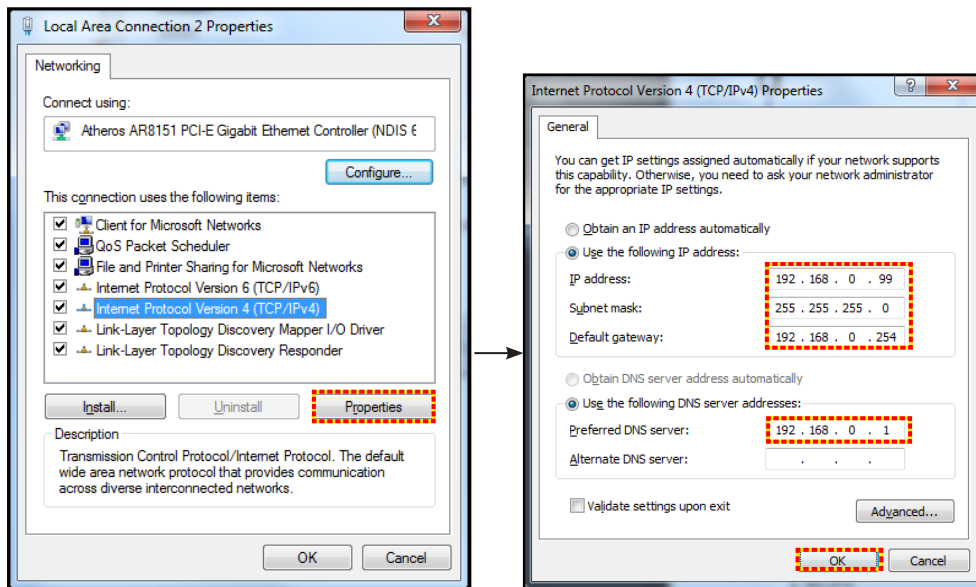 Local Area Connection 2 Properties
Networking
Connect using:
Atheros AR8151 PCI-E Gigabit Ethernet Controller (NDIS 6
Configure...
This connection uses the following items:
Client for Microsoft Networks
QoS Packet Scheduler
File and Printer Sharing for Microsoft Networks
Internet Protocol Version 6 (TCP/IPv6)
Internet Protocol Version 4 (TCP/IPv4)
Link-Layer Topology Discovery Mapper I/O Driver
Link-Layer Topology Discovery Responder
Install...
Uninstall
Properties
Description
Transmission Control Protocol/Internet Protocol. The default
wide area network protocol that provides communication
across diverse interconnected networks.
OK
Cancel
Internet Protocol Version 4 (TCP/IPv4) Properties
?
General
You can get IP settings assigned automatically if your network supports
this capability. Otherwise, you need to ask your network administrator
for the appropriate IP settings.
Obtain an IP address automatically
Use the following IP address:
IP address: 192 . 168 . 0 . 99
Subnet mask: 255 . 255 . 255 . 0
Default gateway: 192 . 168 . 0 . 254
Obtain DNS server address automatically
Use the following DNS server addresses:
Preferred DNS server: 192 . 168 . 0 . 1
Alternate DNS server: . . .
Validate settings upon exit
Advanced...
OK
Cancel